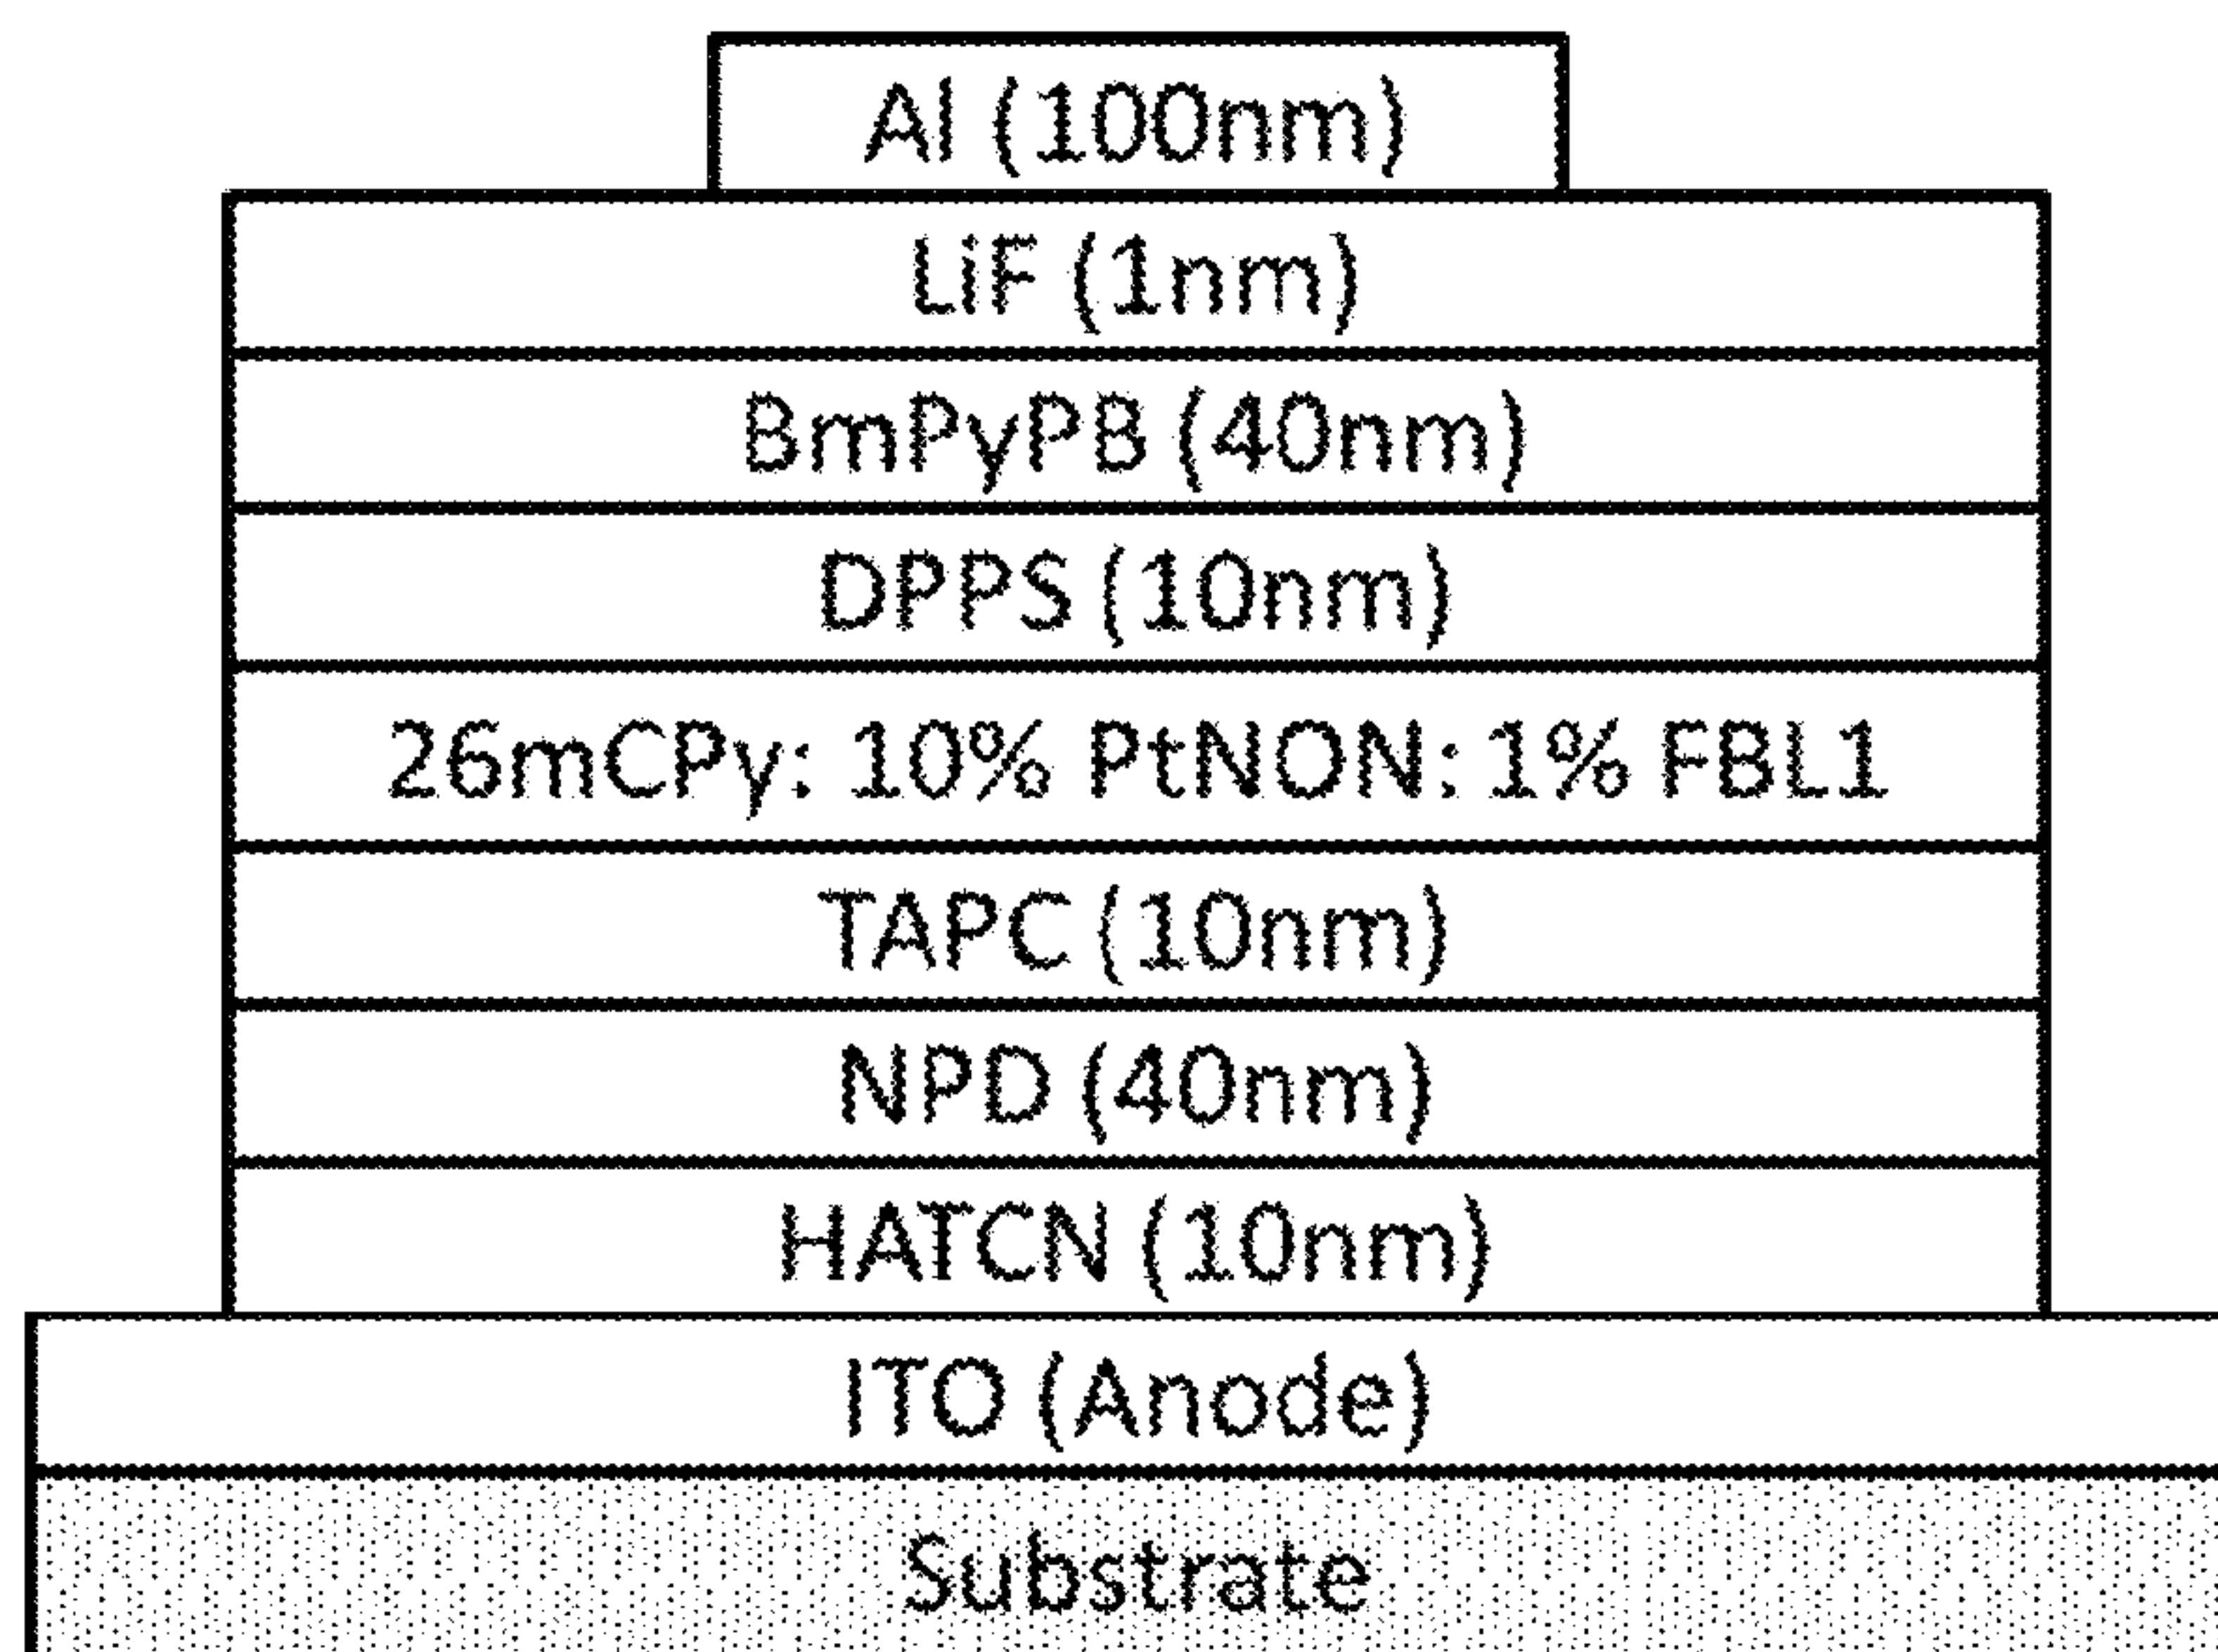 Al (100nm)
LiF (1nm)
BmPyPB (40nm)
DPPS (10nm)
26mCPy: 10% PtNON: 1% FBL1
TAPC (10nm)
NPD (40nm)
HATCN (10nm)
ITO (Anode)
Substrate